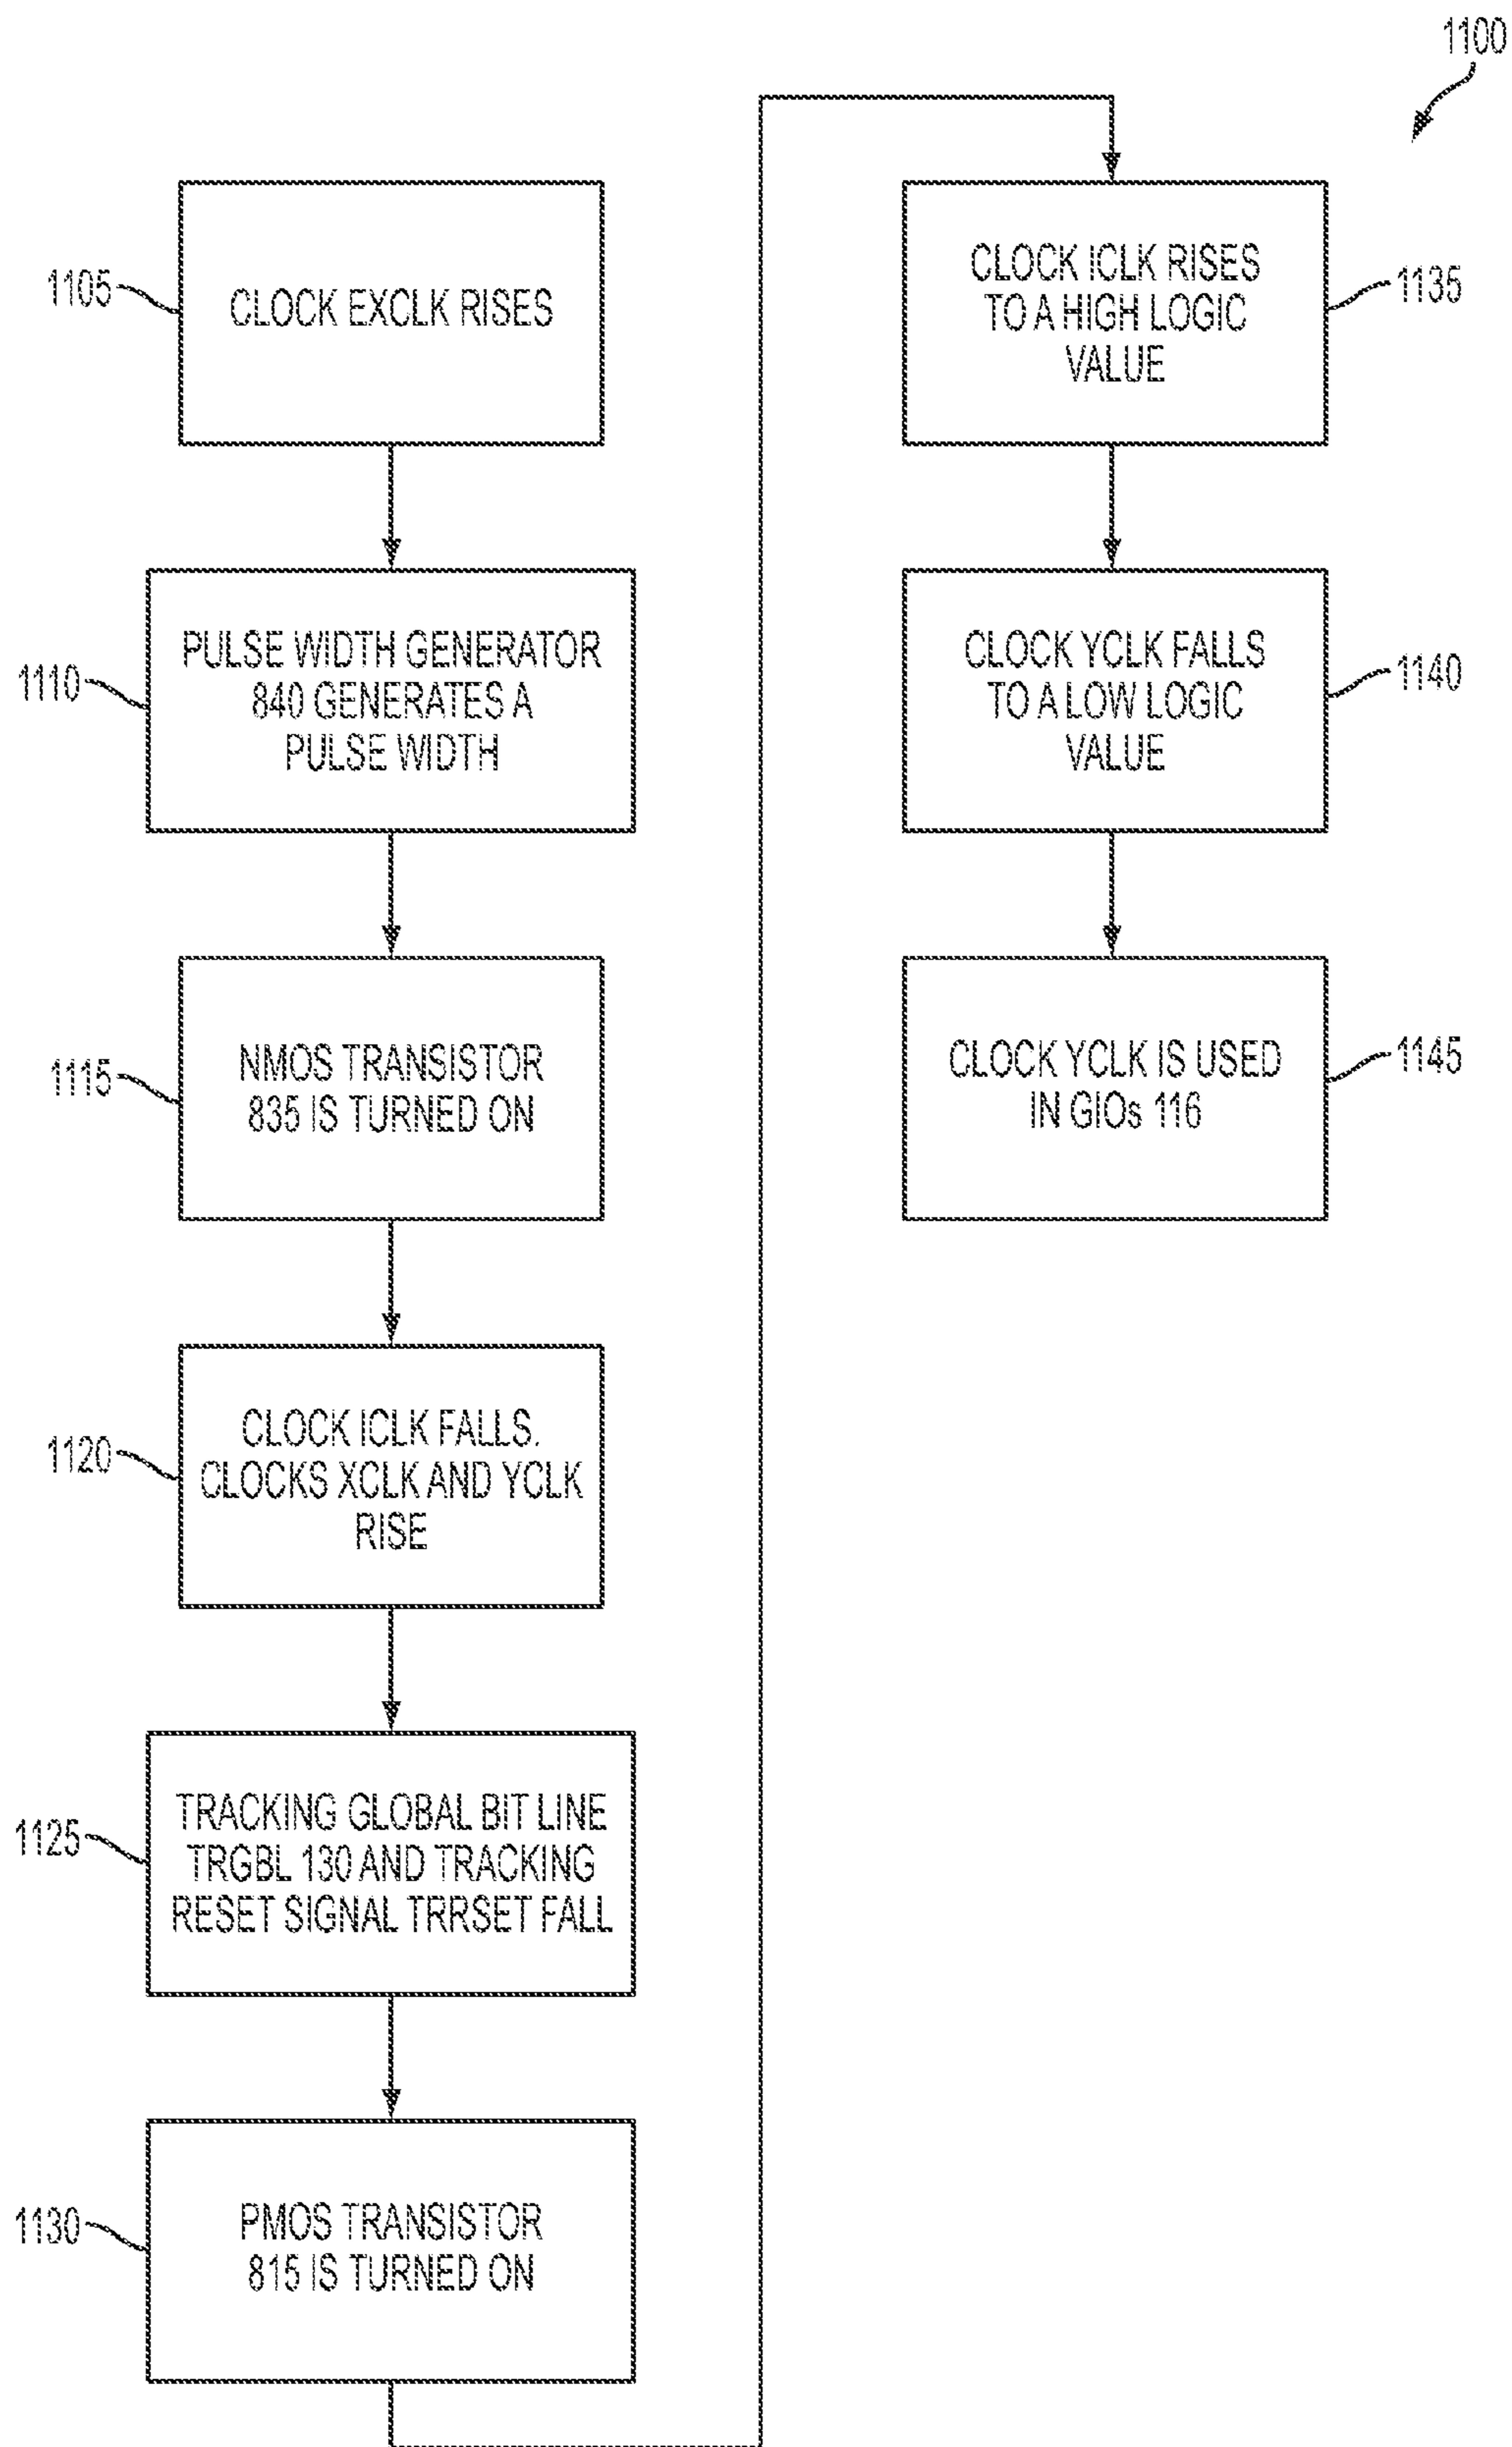 1100
1105
CLOCK EXCLK RISES
1110
PULSE WIDTH GENERATOR
840 GENERATES A
PULSE WIDTH
1115
NMOS TRANSISTOR
835 IS TURNED ON
1120
CLOCK ICLK FALLS.
CLOCKS XCLK AND YCLK
RISE
1125
TRACKING GLOBAL BIT LINE
TRGBL 130 AND TRACKING
RESET SIGNAL TRRSET FALL
1130
PMOS TRANSISTOR
815 IS TURNED ON
CLOCK ICLK RISES
TO A HIGH LOGIC
VALUE
1135
CLOCK YCLK FALLS
TO A LOW LOGIC
VALUE
1140
CLOCK YCLK IS USED
IN GIOs 116
1145